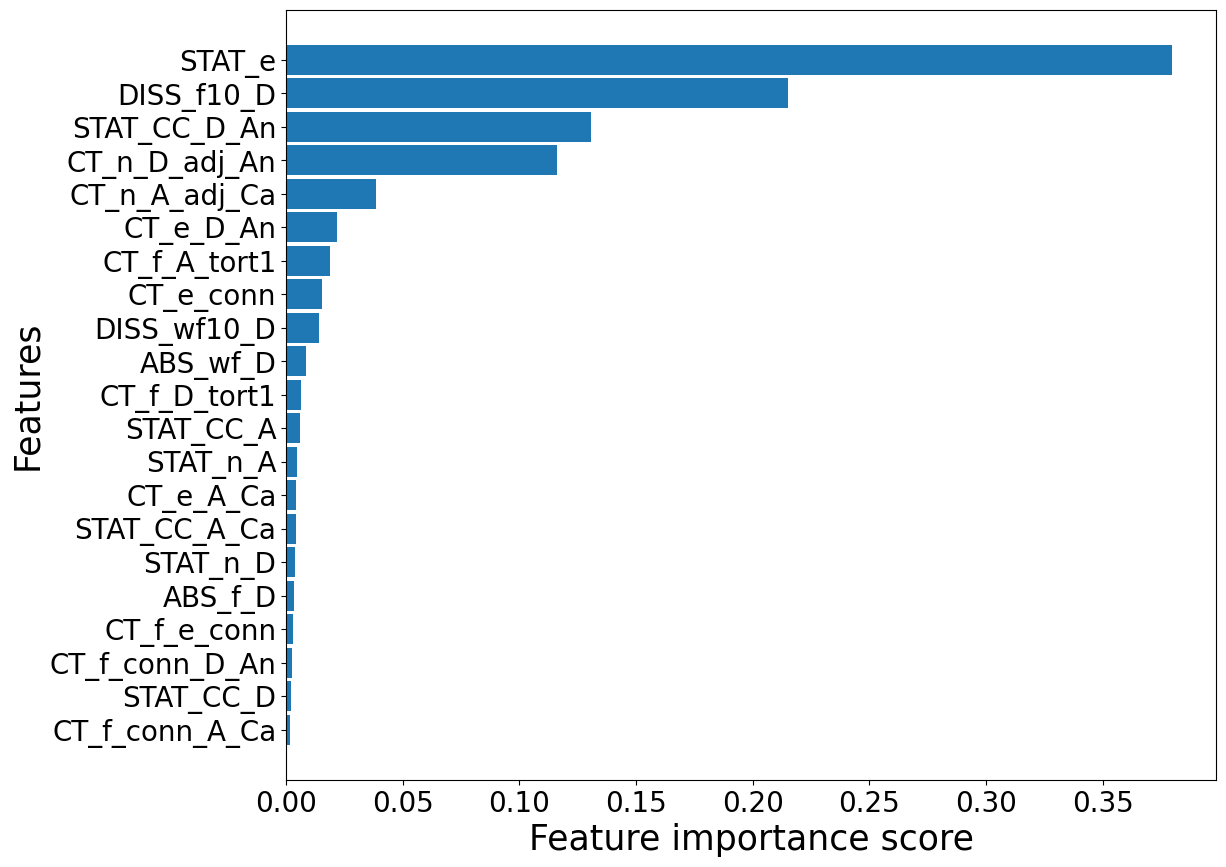 STAT_e
DISS_f10_D
STAT_CC_D_An
CT_n_D_adj_An
CT_n_A_adj_Ca
CT_e_D_An
CT_f_A_tort1
CT_e_conn
DISS_wf10_D
ABS_wf_D
CT_f_D_tort1
STAT_CC_A
STAT_n_A
CT_e_A_Ca
STAT_CC_A_Ca
STAT_n_D
ABS_f_D
CT_f_e_conn
CT_f_conn_D_An
STAT_CC_D
CT_f_conn_A_Ca
Features
0.00 0.05 0.10 0.15 0.20 0.25 0.30 0.35
Feature importance score